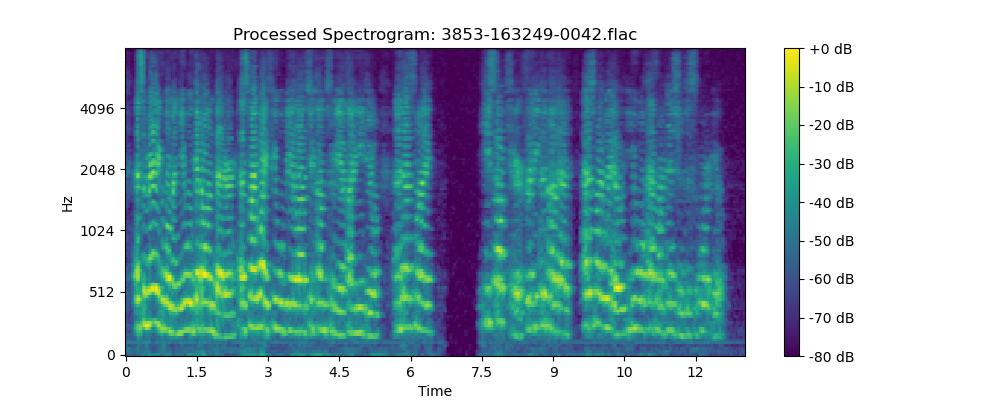 Processed Spectrogram: 3853-163249-0042.flac
Hz
4096
2048
1024
512
0
0 1.5 3 4.5 6 7.5 9 10 12
Time
+0 dB
-10 dB
-20 dB
-30 dB
-40 dB
-50 dB
-60 dB
-70 dB
-80 dB